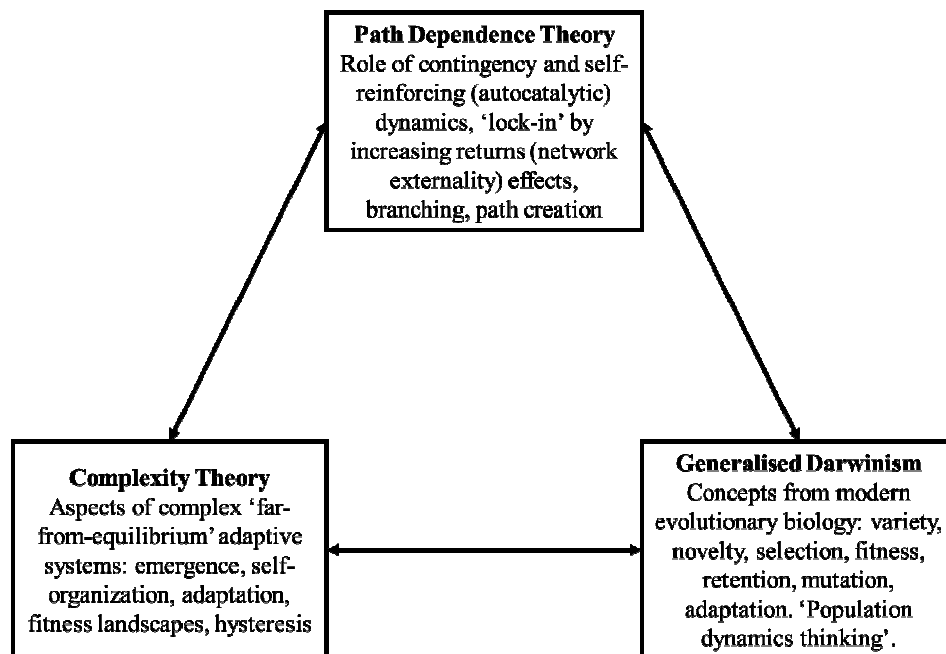 Path Dependence Theory
Role of contingency and self-
reinforcing (autocatalytic)
dynamics, ‘lock-in’ by
increasing returns (network
externality) effects,
branching, path creation
Complexity Theory
Aspects of complex ‘far-
from-equilibrium’ adaptive
systems: emergence, self-
organization, adaptation,
fitness landscapes, hysteresis
Generalised Darwinism
Concepts from modern
evolutionary biology: variety,
novelty, selection, fitness,
retention, mutation,
adaptation. ‘Population
dynamics thinking’.